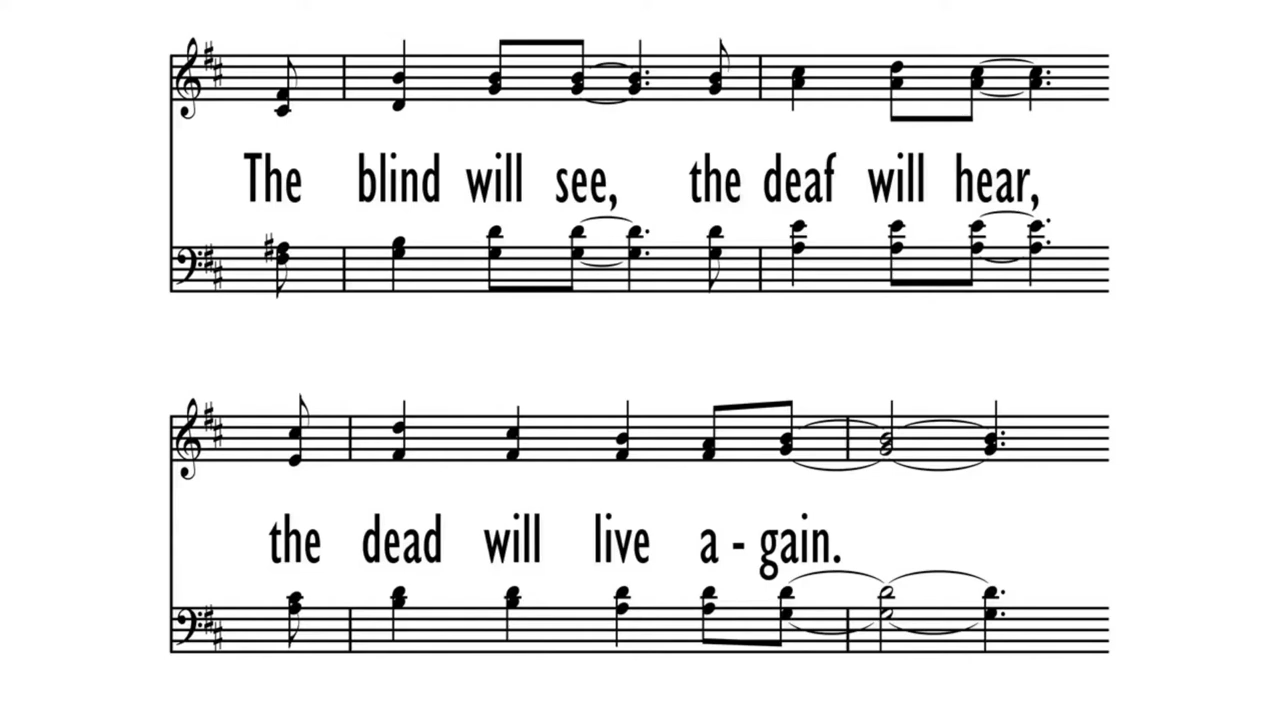 The blind will see, the deaf will hear,
the dead will live a - gain.